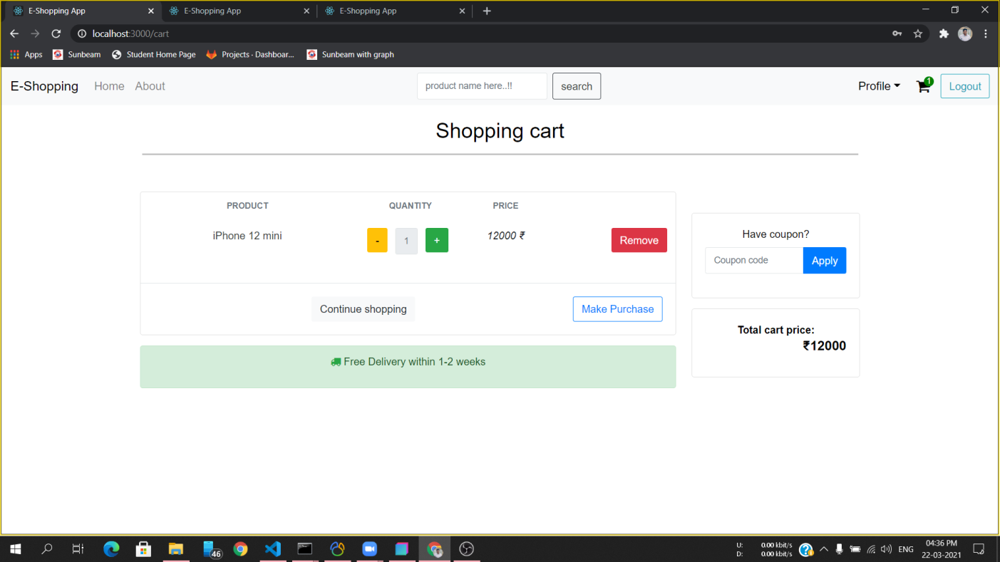 E-Shopping App E-Shopping App E-Shopping App
localhost:3000/cart
Apps Sunbeam Student Home Page Projects · Dashboar... Sunbeam with graph
E-Shopping Home About product name here..!! search Profile 1 Logout
Shopping cart
PRODUCT QUANTITY PRICE
iPhone 12 mini - 1 + 12000 ₹ Remove
Continue shopping Make Purchase
Free Delivery within 1-2 weeks
Have coupon?
Coupon code Apply
Total cart price:
₹12000
46
U: 0.00 kbit/s
D: 0.00 kbit/s
ENG
04:36 PM
22-03-2021